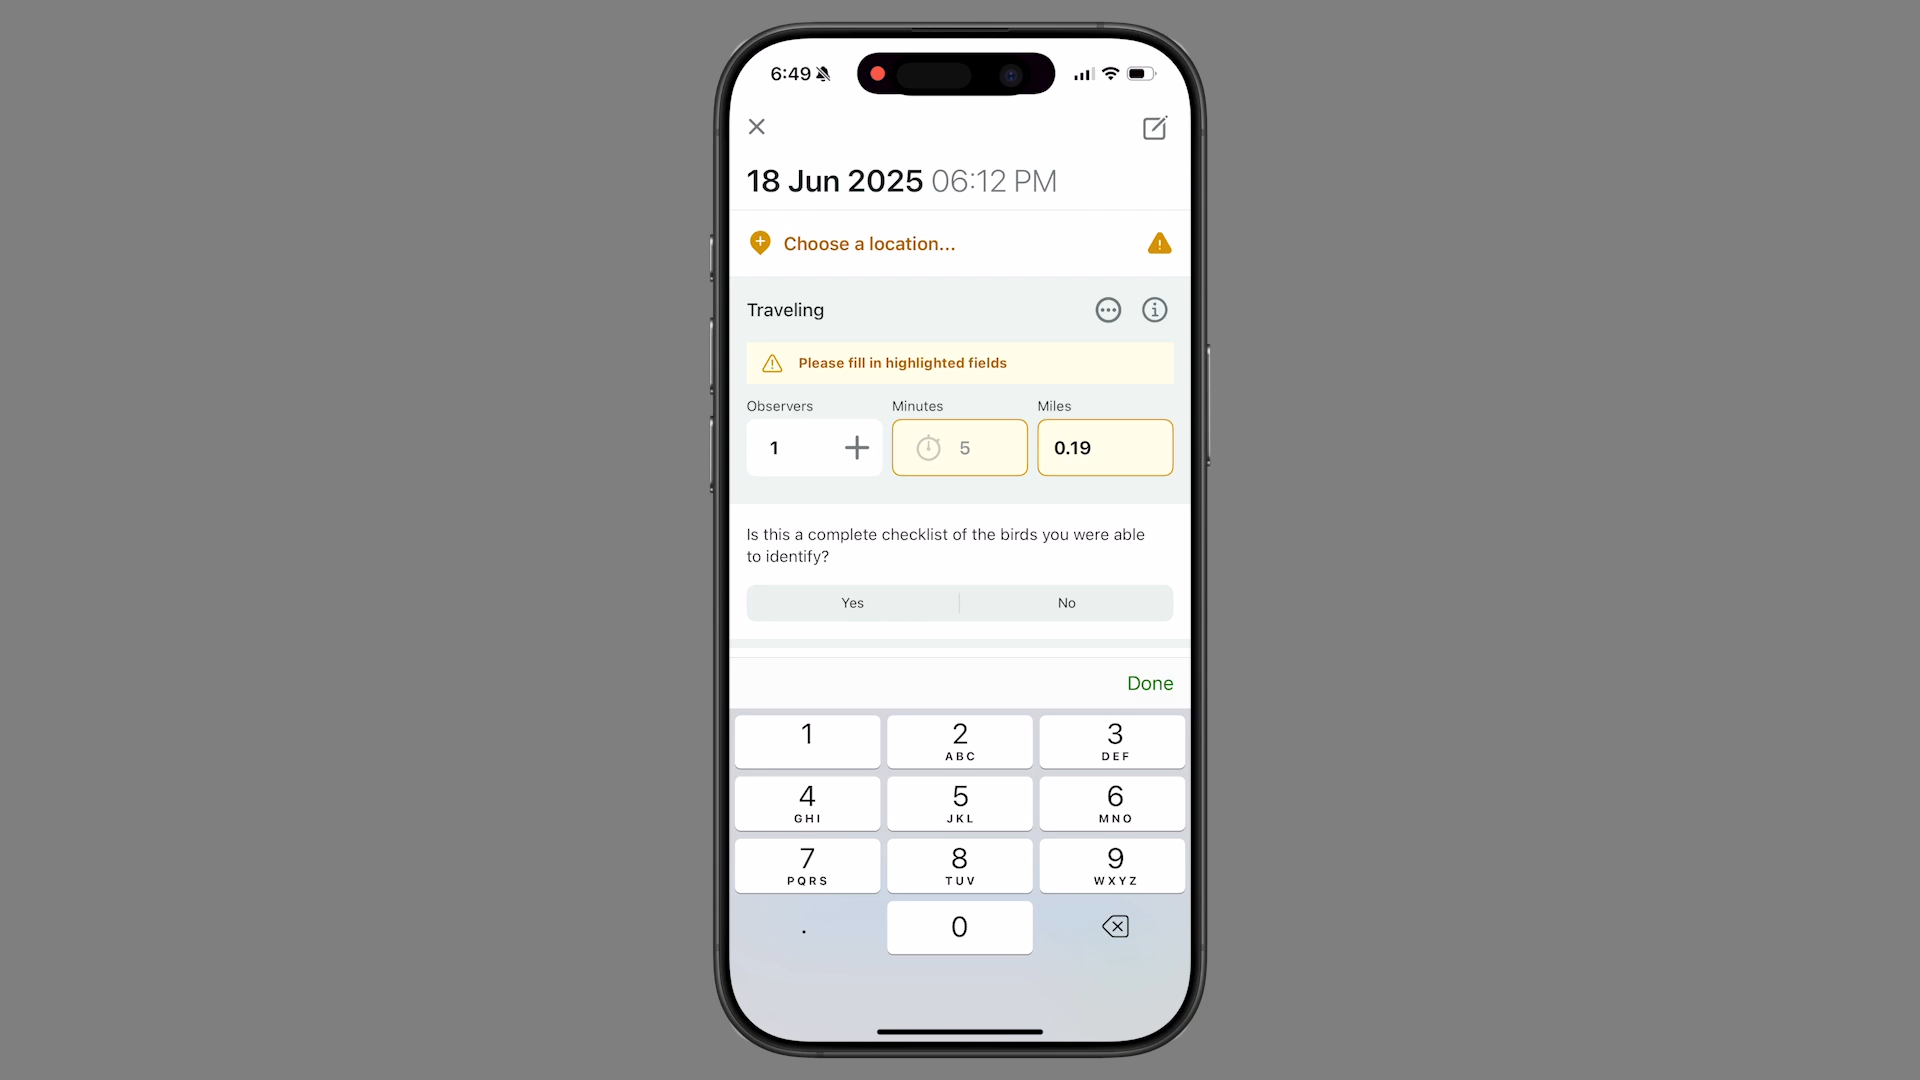 6:49
18 Jun 2025 06:12 PM
Choose a location...
Traveling
Please fill in highlighted fields
Observers Minutes Miles
1 5 0.19
Is this a complete checklist of the birds you were able
to identify?
Yes No
Done
1 2 3
ABC DEF
4 5 6
GHI JKL MNO
7 8 9
PQRS TUV WXYZ
. 0